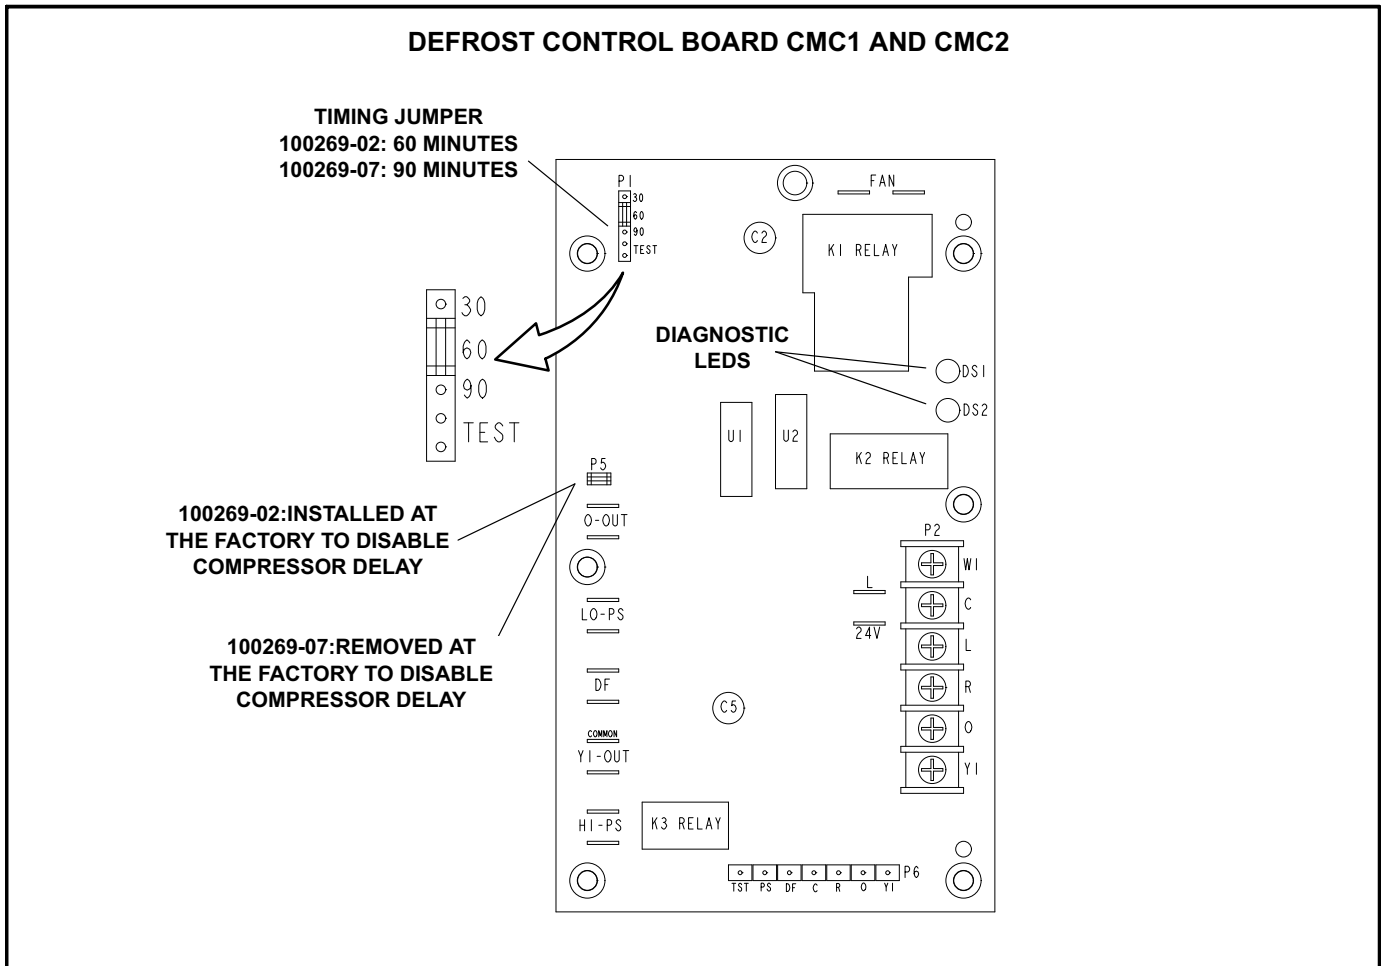 DEFROST CONTROL BOARD CMC1 AND CMC2
TIMING JUMPER
100269-02: 60 MINUTES
100269-07: 90 MINUTES
P1
30
60
90
TEST
FAN
C2
K1 RELAY
30
60
90
TEST
DIAGNOSTIC
LEDS
DS1
DS2
U1
U2
K2 RELAY
P5
100269-02:INSTALLED AT
THE FACTORY TO DISABLE
COMPRESSOR DELAY
O-OUT
P2
W1
C
L
R
O
Y1
L
24V
LO-PS
100269-07:REMOVED AT
THE FACTORY TO DISABLE
COMPRESSOR DELAY
DF
C5
COMMON
Y1-OUT
HI-PS
K3 RELAY
P6
TST PS DF C R O Y1